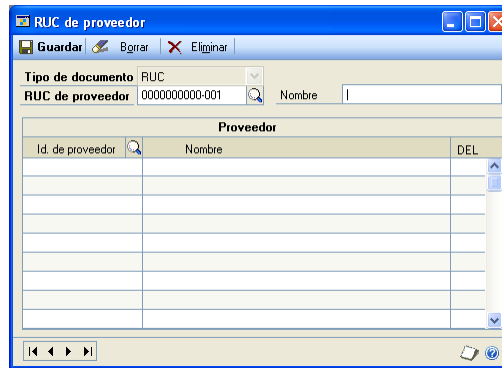 RUC de proveedor
Guardar Borrar Eliminar
Tipo de documento RUC
RUC de proveedor 0000000000-001 Nombre
Proveedor
Id. de proveedor Nombre DEL